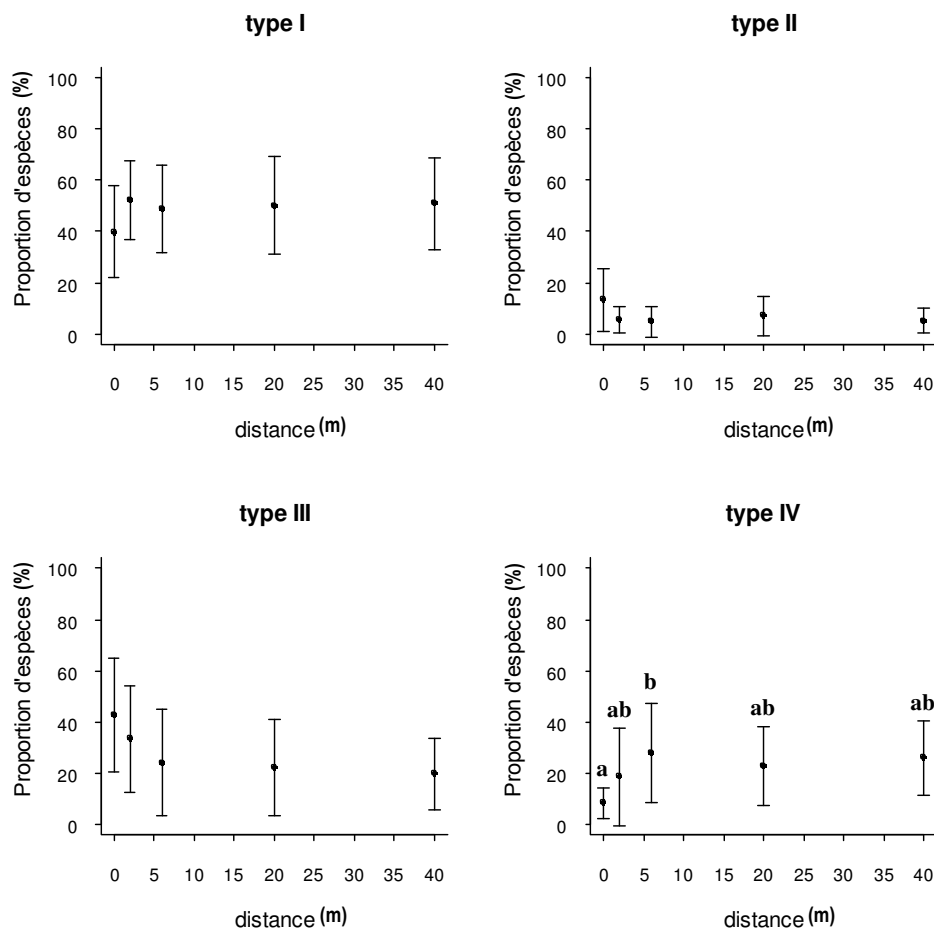 type I
type II
Proportion d'espèces (%)
100
80
60
40
20
0
0 5 10 15 20 25 30 35 40
distance (m)
Proportion d'espèces (%)
100
80
60
40
20
0
0 5 10 15 20 25 30 35 40
distance (m)
type III
type IV
Proportion d'espèces (%)
100
80
60
40
20
0
0 5 10 15 20 25 30 35 40
distance (m)
Proportion d'espèces (%)
100
80
60
40
20
0
a
ab
b
ab
ab
0 5 10 15 20 25 30 35 40
distance (m)